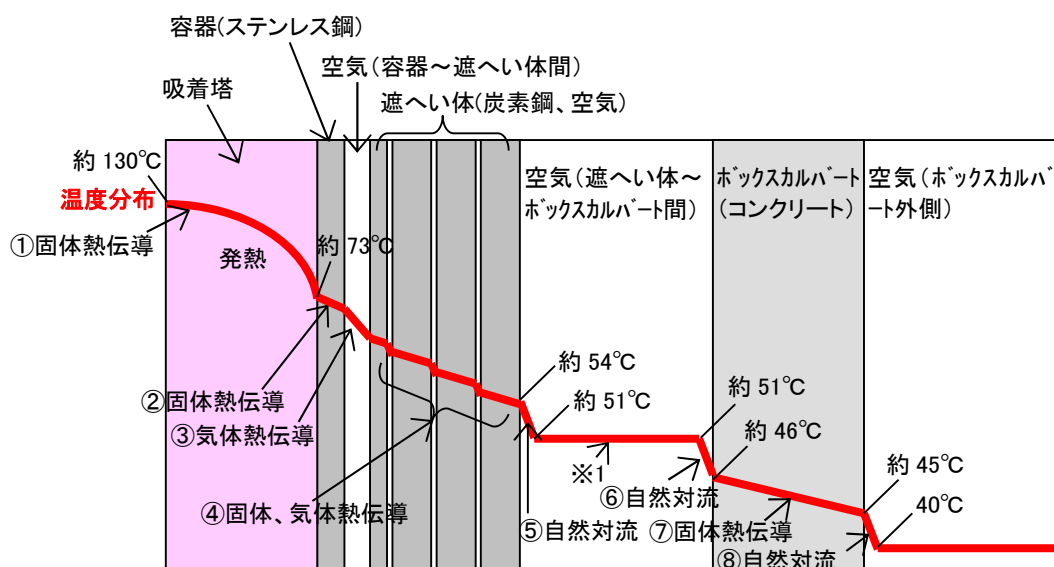 容器(ステンレス鋼)
空気(容器～遮へい体間)
吸着塔
遮へい体(炭素鋼、空気)
約 130℃
温度分布
①固体熱伝導
発熱
約 73℃
空気(遮へい体～
ボックスカルバート間)
ボックスカルバート
(コンクリート)
空気(ボックスカルバ
ート外側)
②固体熱伝導
③気体熱伝導
④固体、気体熱伝導
約 54℃
約 51℃
※1
⑤自然対流
約 51℃
約 46℃
⑥自然対流
⑦固体熱伝導
約 45℃
40℃
⑧自然対流